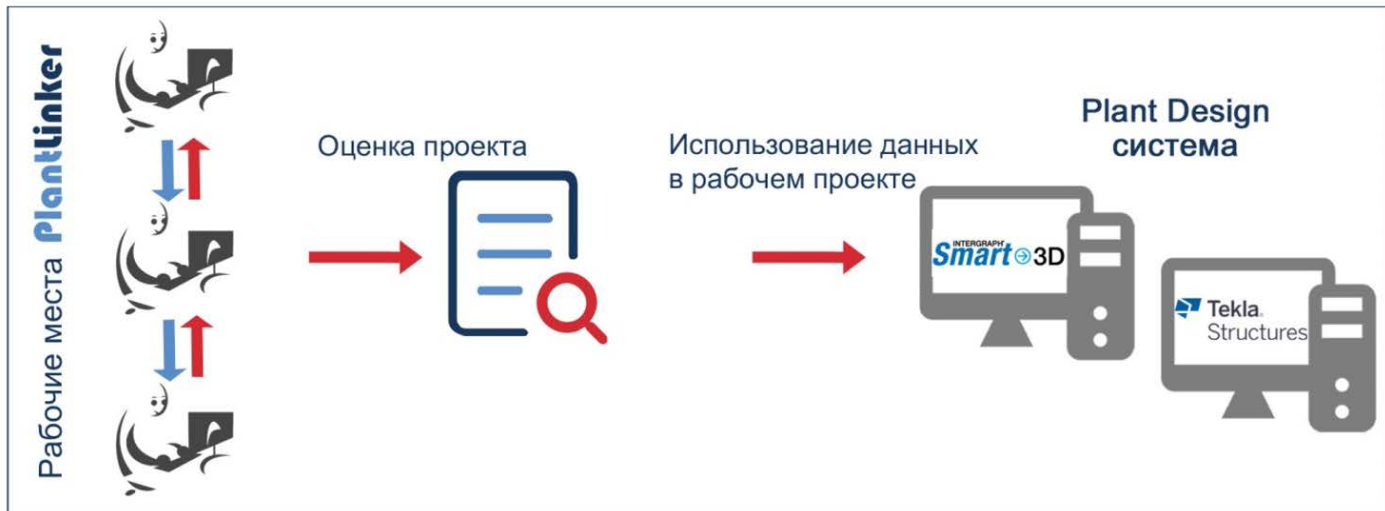 Рабочие места PlantLinker
Оценка проекта
Использование данных
в рабочем проекте
Plant Design
система
INTERGRAPH
Smart 3D
Tekla®
Structures